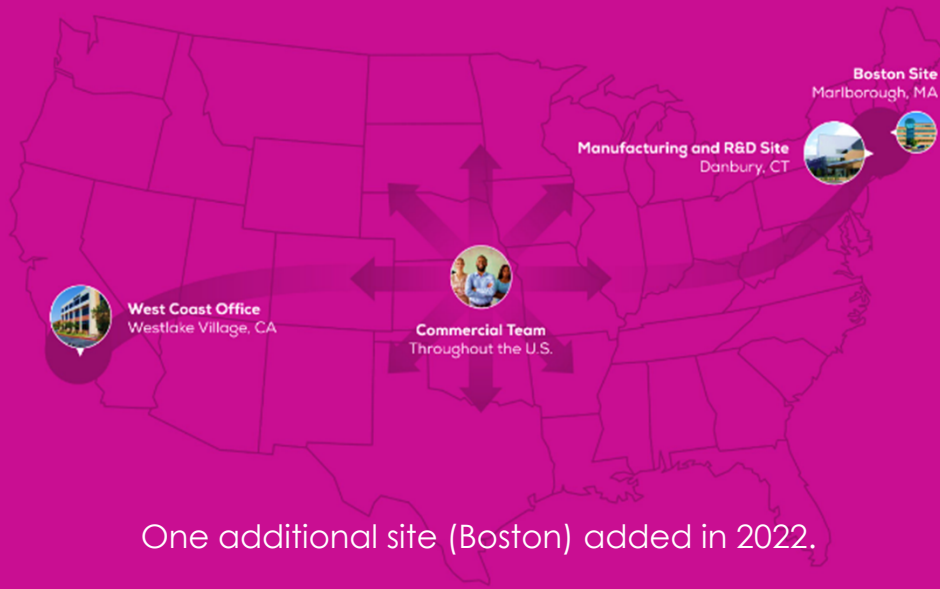 Boston Site
Marlborough, MA
Manufacturing and R&D Site
Danbury, CT
West Coast Office
Westlake Village, CA
Commercial Team
Throughout the U.S.
One additional site (Boston) added in 2022.